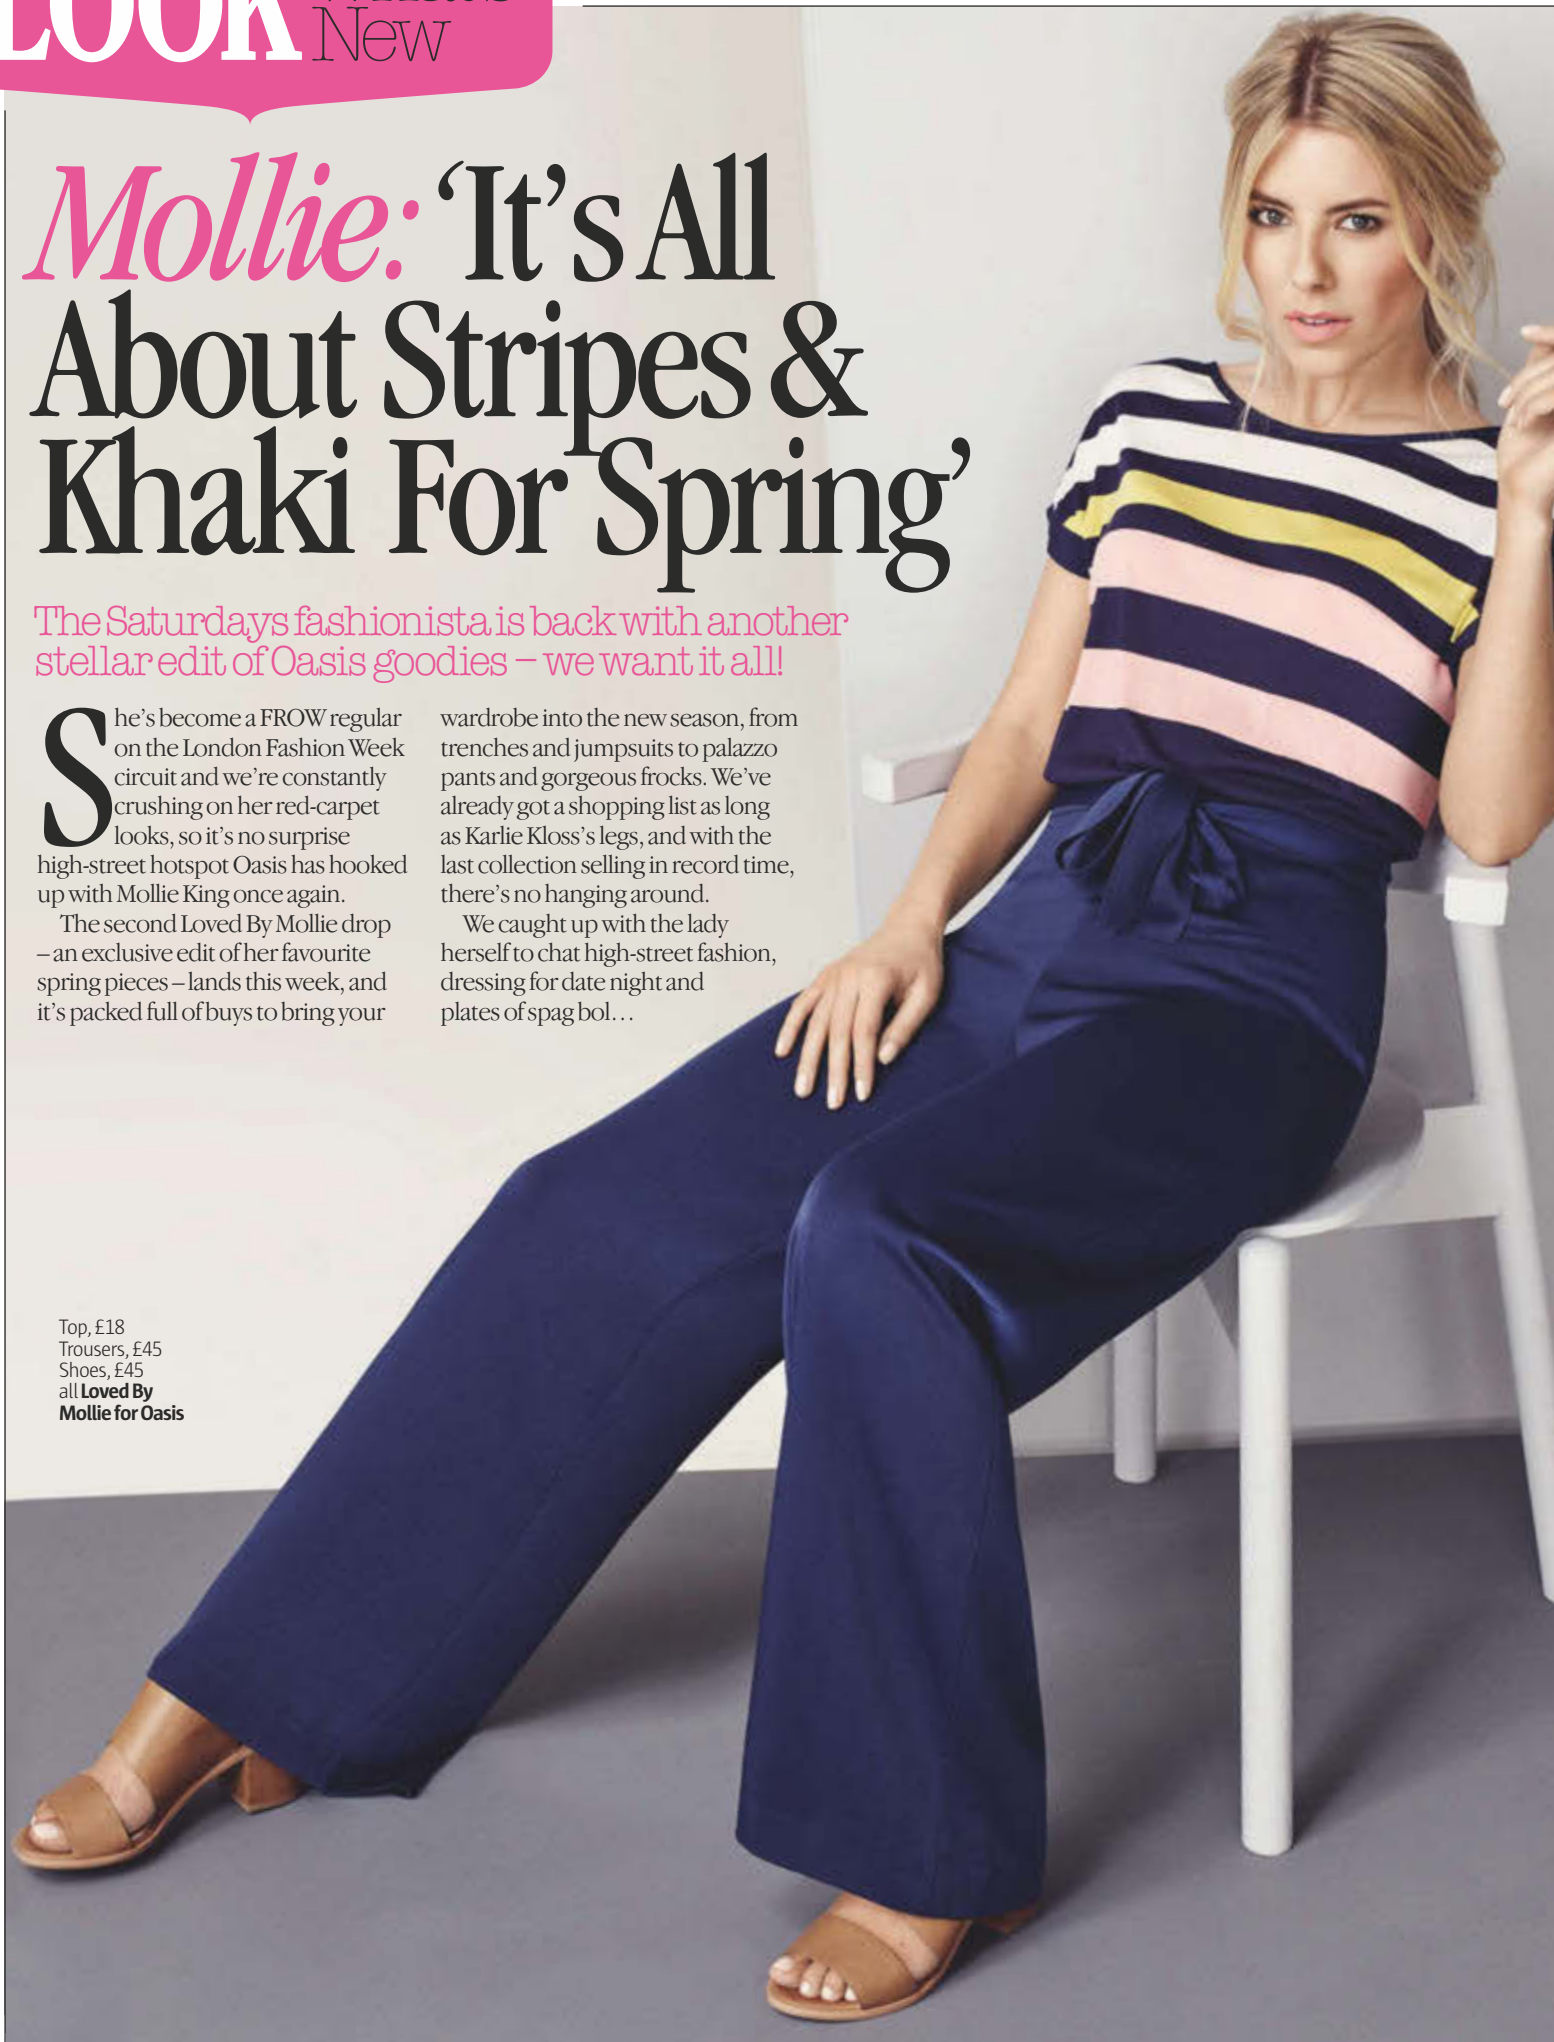 LOOK
New
Mollie: ‘It’s All
About Stripes &
Khaki For Spring’
The Saturdays fashionista is back with another
stellar edit of Oasis goodies – we want it all!
She’s become a FROW regular
on the London Fashion Week
circuit and we’re constantly
crushing on her red-carpet
looks, so it’s no surprise
high-street hotspot Oasis has hooked
up with Mollie King once again.
The second Loved By Mollie drop
– an exclusive edit of her favourite
spring pieces – lands this week, and
it’s packed full of buys to bring your
wardrobe into the new season, from
trenches and jumpsuits to palazzo
pants and gorgeous frocks. We’ve
already got a shopping list as long
as Karlie Kloss’s legs, and with the
last collection selling in record time,
there’s no hanging around.
We caught up with the lady
herself to chat high-street fashion,
dressing for date night and
plates of spag bol…
Top, £18
Trousers, £45
Shoes, £45
all Loved By
Mollie for Oasis